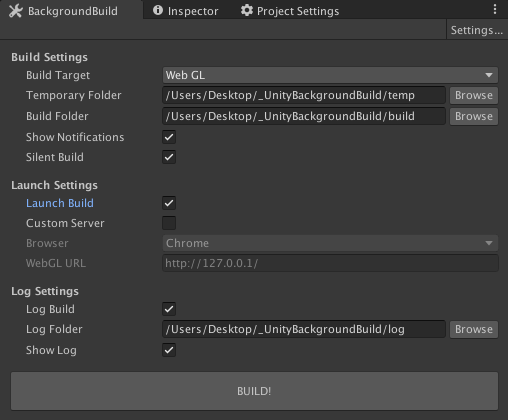 BackgroundBuild Inspector Project Settings
Settings...
Build Settings
Build Target Web GL
Temporary Folder /Users/Desktop/_UnityBackgroundBuild/temp Browse
Build Folder /Users/Desktop/_UnityBackgroundBuild/build Browse
Show Notifications
Silent Build
Launch Settings
Launch Build
Custom Server
Browser Chrome
WebGL URL http://127.0.0.1/
Log Settings
Log Build
Log Folder /Users/Desktop/_UnityBackgroundBuild/log Browse
Show Log
BUILD!